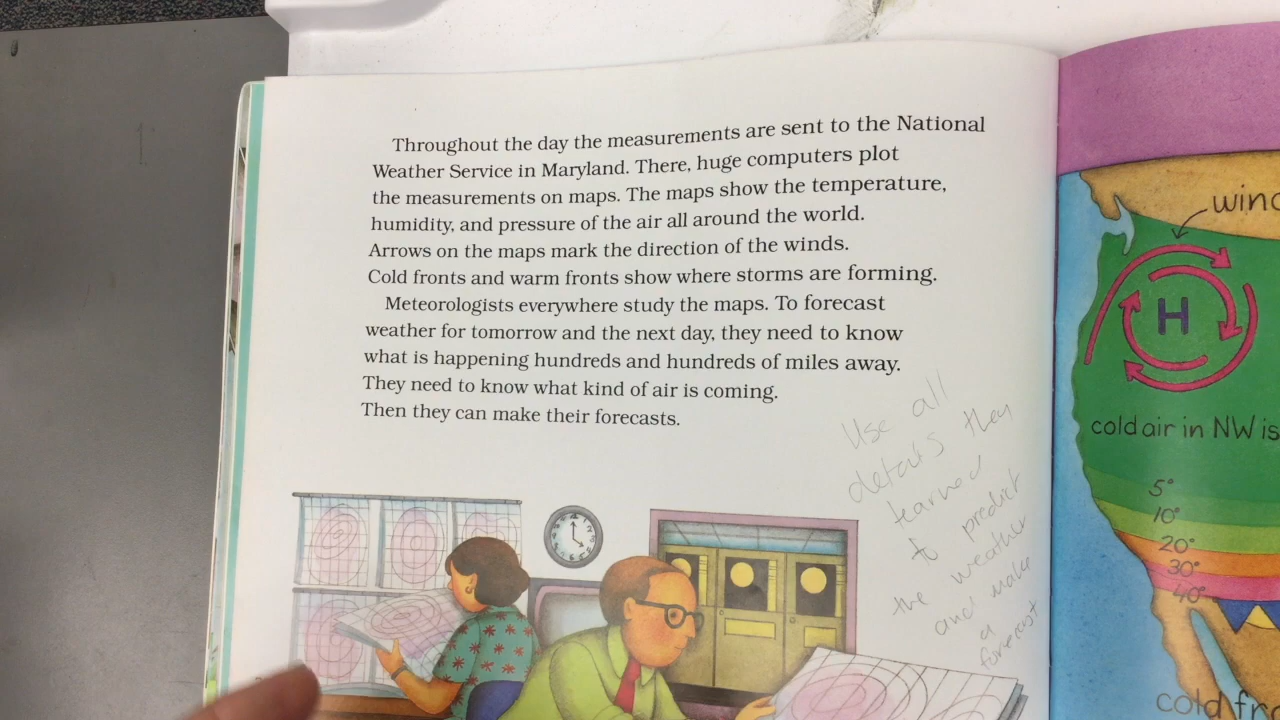 Throughout the day the measurements are sent to the National
Weather Service in Maryland. There, huge computers plot
the measurements on maps. The maps show the temperature,
humidity, and pressure of the air all around the world.
Arrows on the maps mark the direction of the winds.
Cold fronts and warm fronts show where storms are forming.
Meteorologists everywhere study the maps. To forecast
weather for tomorrow and the next day, they need to know
what is happening hundreds and hundreds of miles away.
They need to know what kind of air is coming.
Then they can make their forecasts.
Use all
details they
learned
to predict
the weather
and make
a
forecast
wind
H
cold air in NW is
5°
10°
20°
30°
40°
cold fro